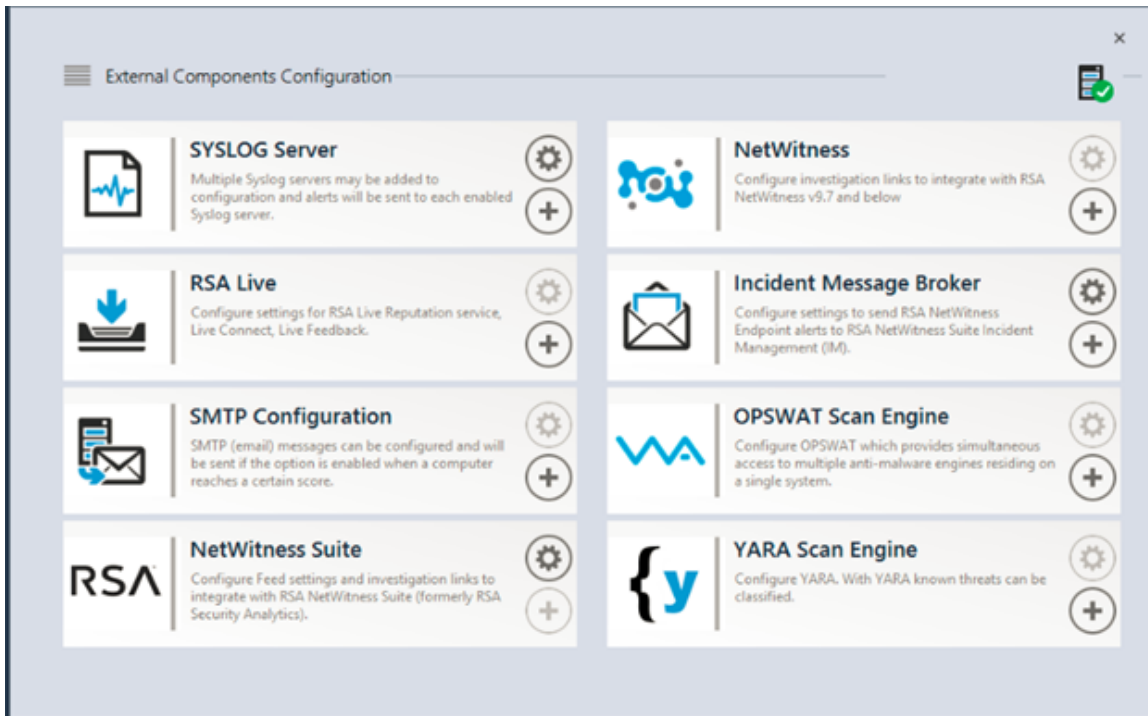 External Components Configuration
SYSLOG Server
Multiple Syslog servers may be added to
configuration and alerts will be sent to each enabled
Syslog server.
NetWitness
Configure investigation links to integrate with RSA
NetWitness v9.7 and below
RSA Live
Configure settings for RSA Live Reputation service,
Live Connect, Live Feedback.
Incident Message Broker
Configure settings to send RSA NetWitness
Endpoint alerts to RSA NetWitness Suite Incident
Management (IM).
SMTP Configuration
SMTP (email) messages can be configured and will
be sent if the option is enabled when a computer
reaches a certain score.
OPSWAT Scan Engine
Configure OPSWAT which provides simultaneous
access to multiple anti-malware engines residing on
a single system.
RSA
NetWitness Suite
Configure Feed settings and investigation links to
integrate with RSA NetWitness Suite (formerly RSA
Security Analytics).
{y
YARA Scan Engine
Configure YARA. With YARA known threats can be
classified.